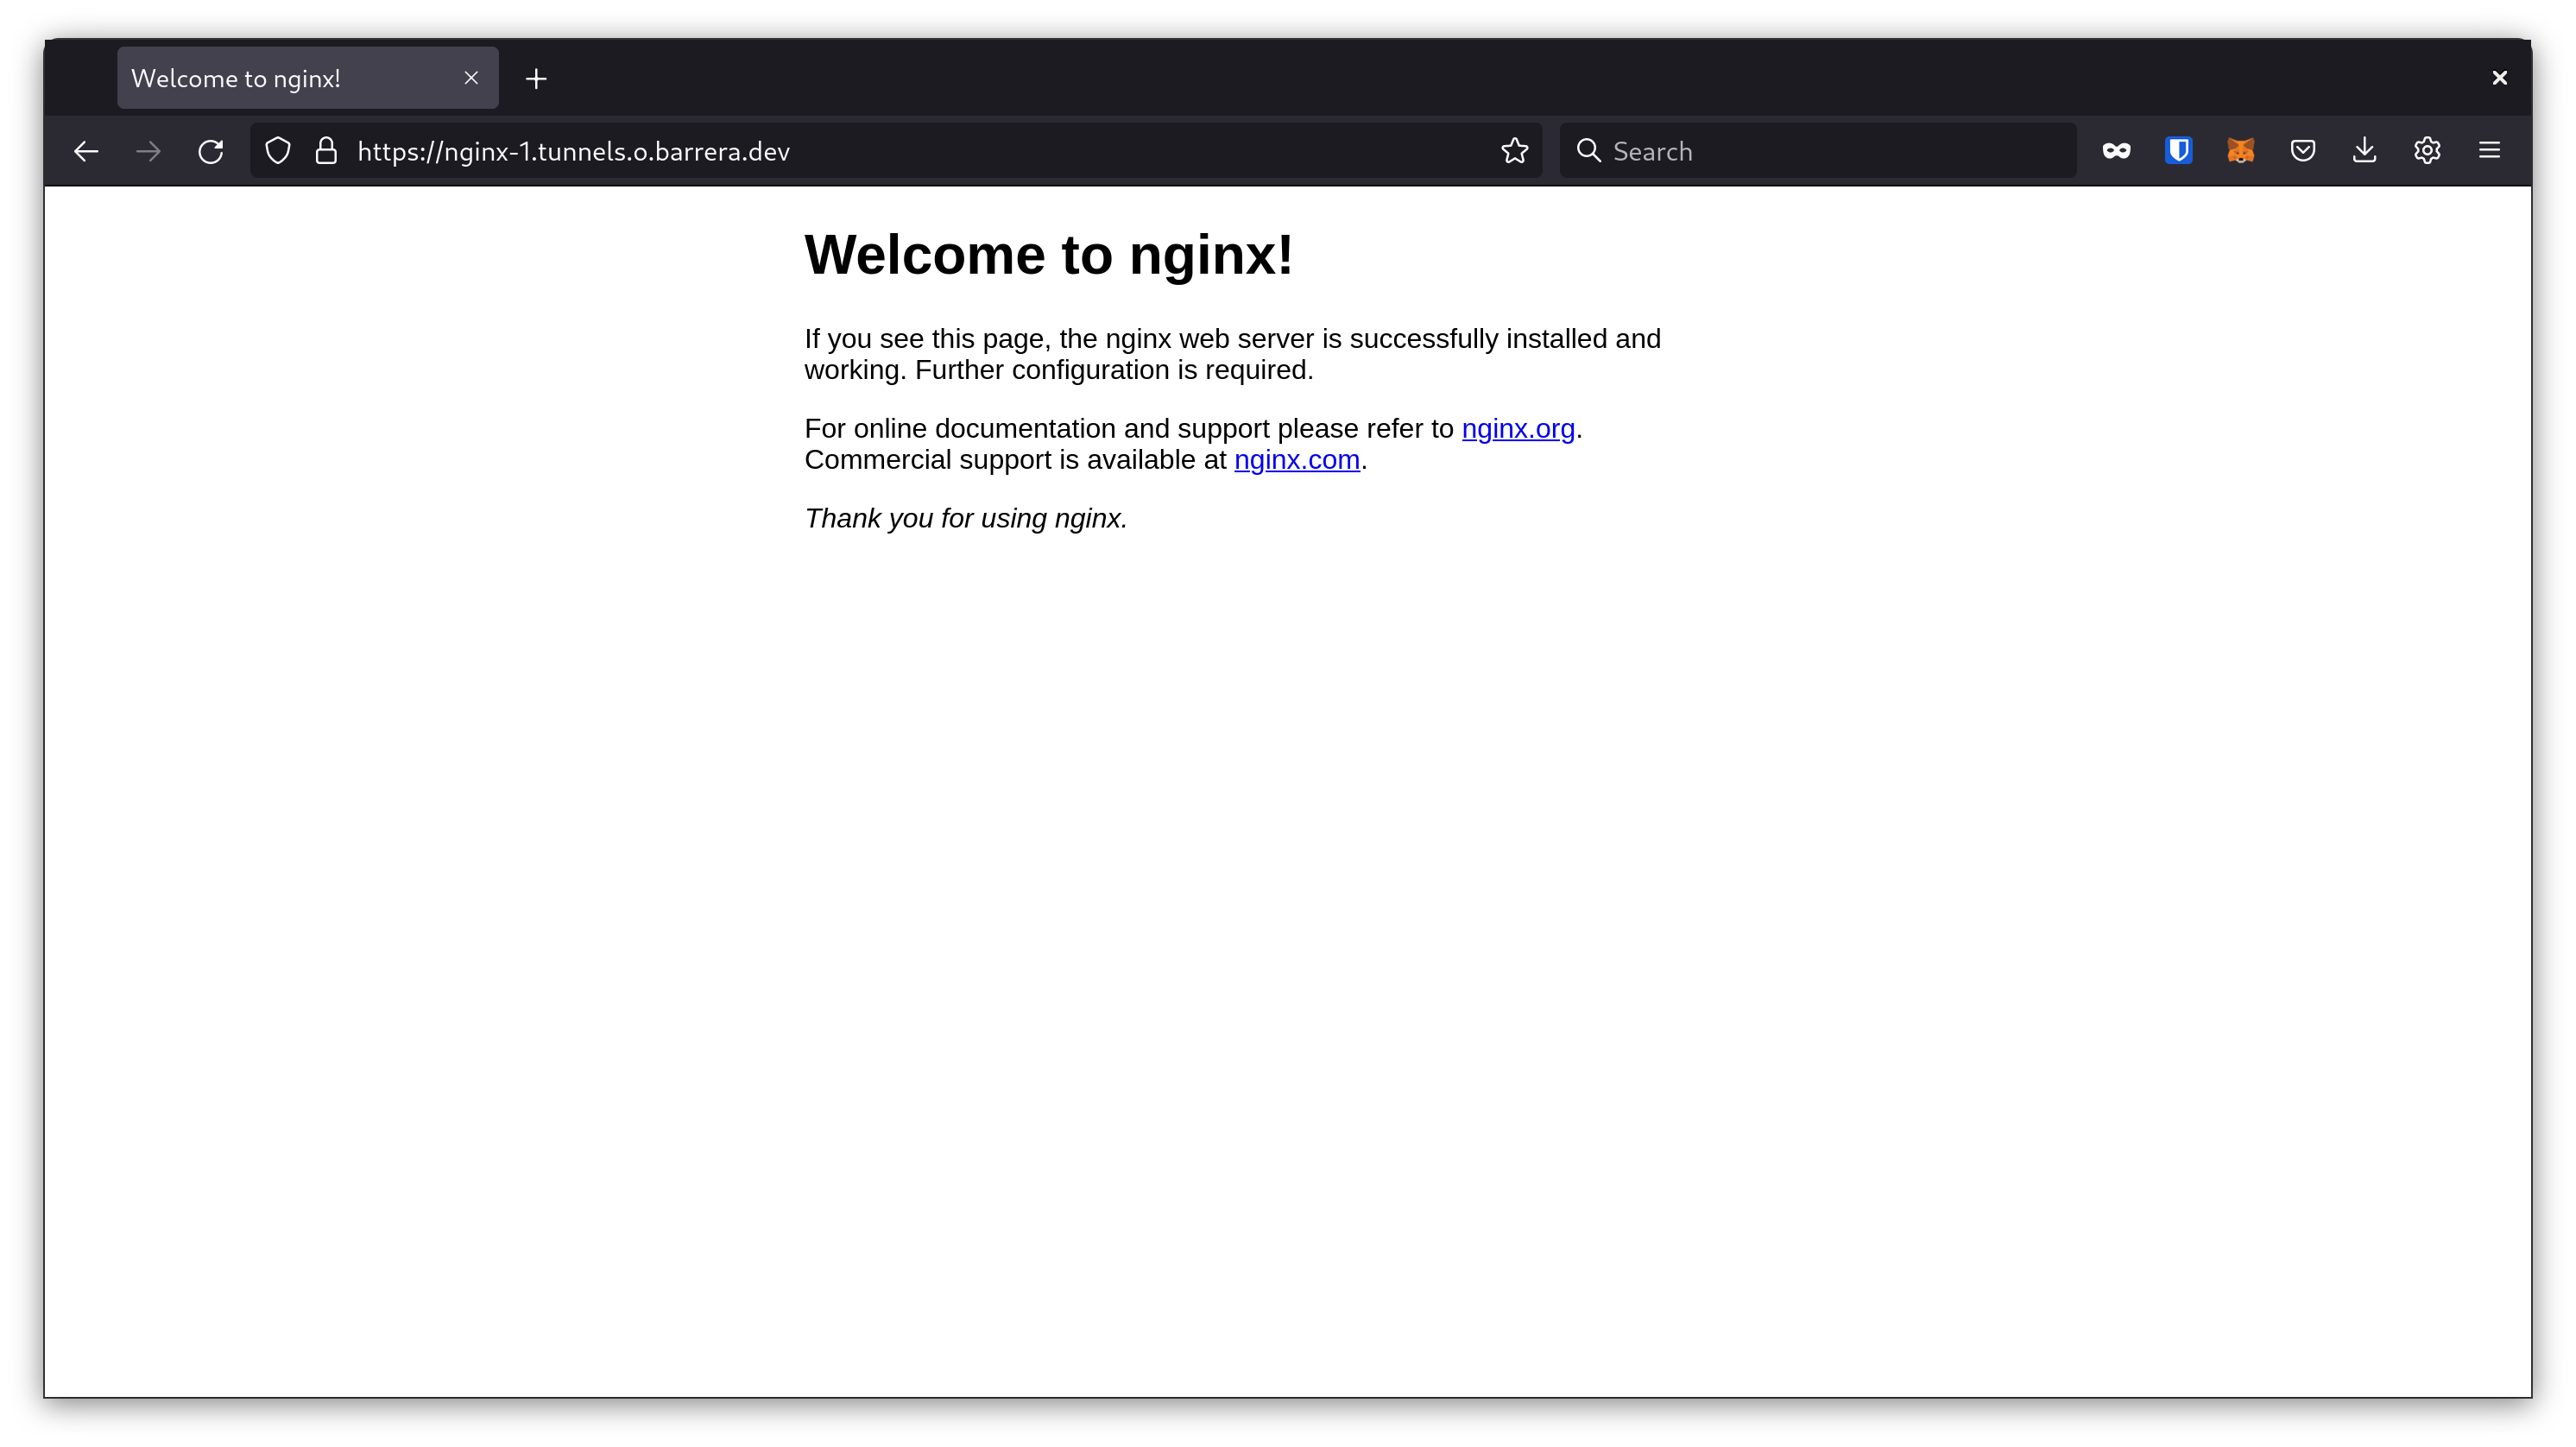 Welcome to nginx!
https://nginx-1.tunnels.o.barrera.dev
Search
Welcome to nginx!
If you see this page, the nginx web server is successfully installed and
working. Further configuration is required.
For online documentation and support please refer to nginx.org.
Commercial support is available at nginx.com.
Thank you for using nginx.